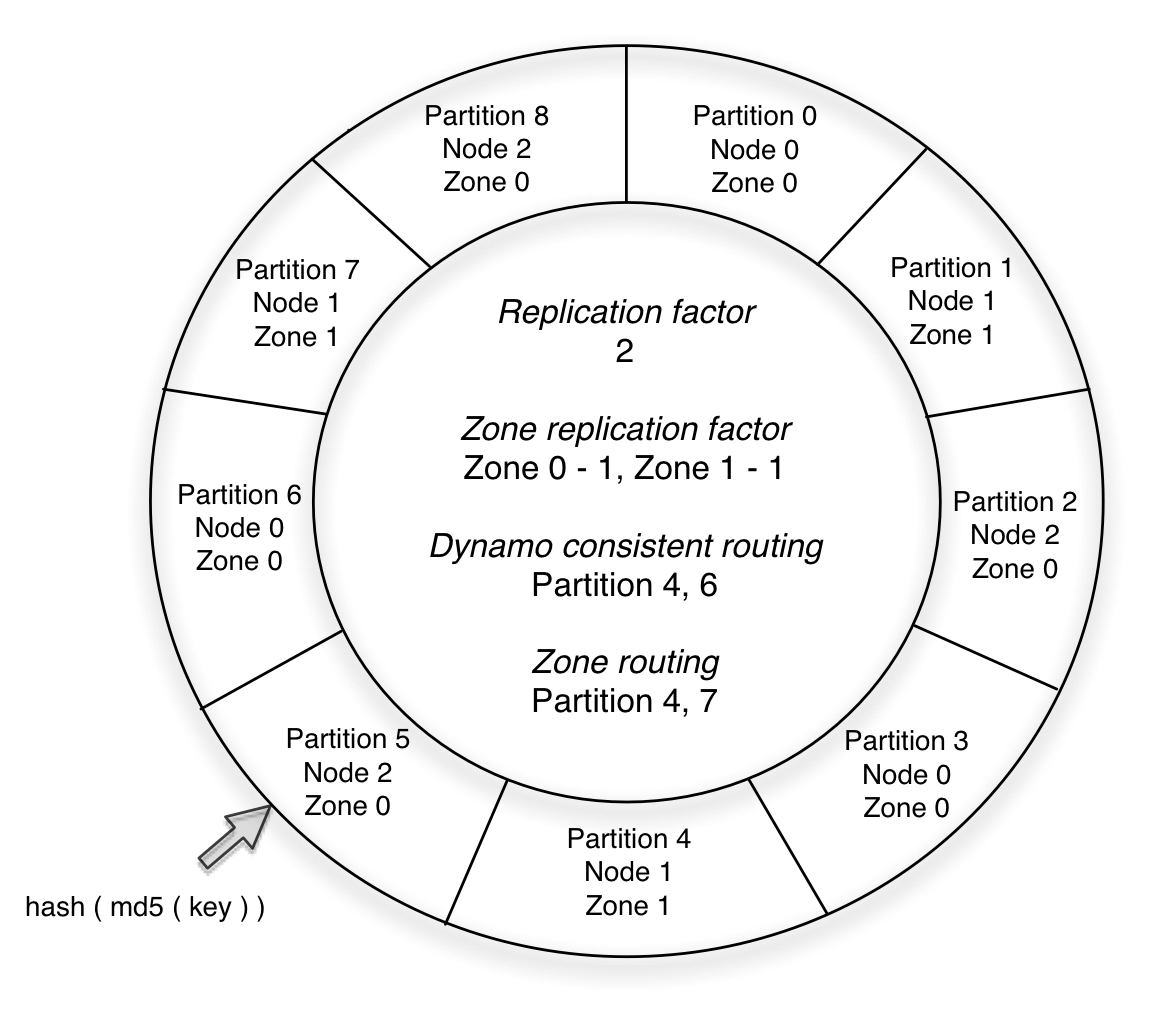 Partition 8
Node 2
Zone 0
Partition 0
Node 0
Zone 0
Partition 7
Node 1
Zone 1
Partition 1
Node 1
Zone 1
Replication factor
2
Zone replication factor
Zone 0 - 1, Zone 1 - 1
Partition 6
Node 0
Zone 0
Partition 2
Node 2
Zone 0
Dynamo consistent routing
Partition 4, 6
Zone routing
Partition 4, 7
Partition 5
Node 2
Zone 0
Partition 3
Node 0
Zone 0
Partition 4
Node 1
Zone 1
hash ( md5 ( key ) )